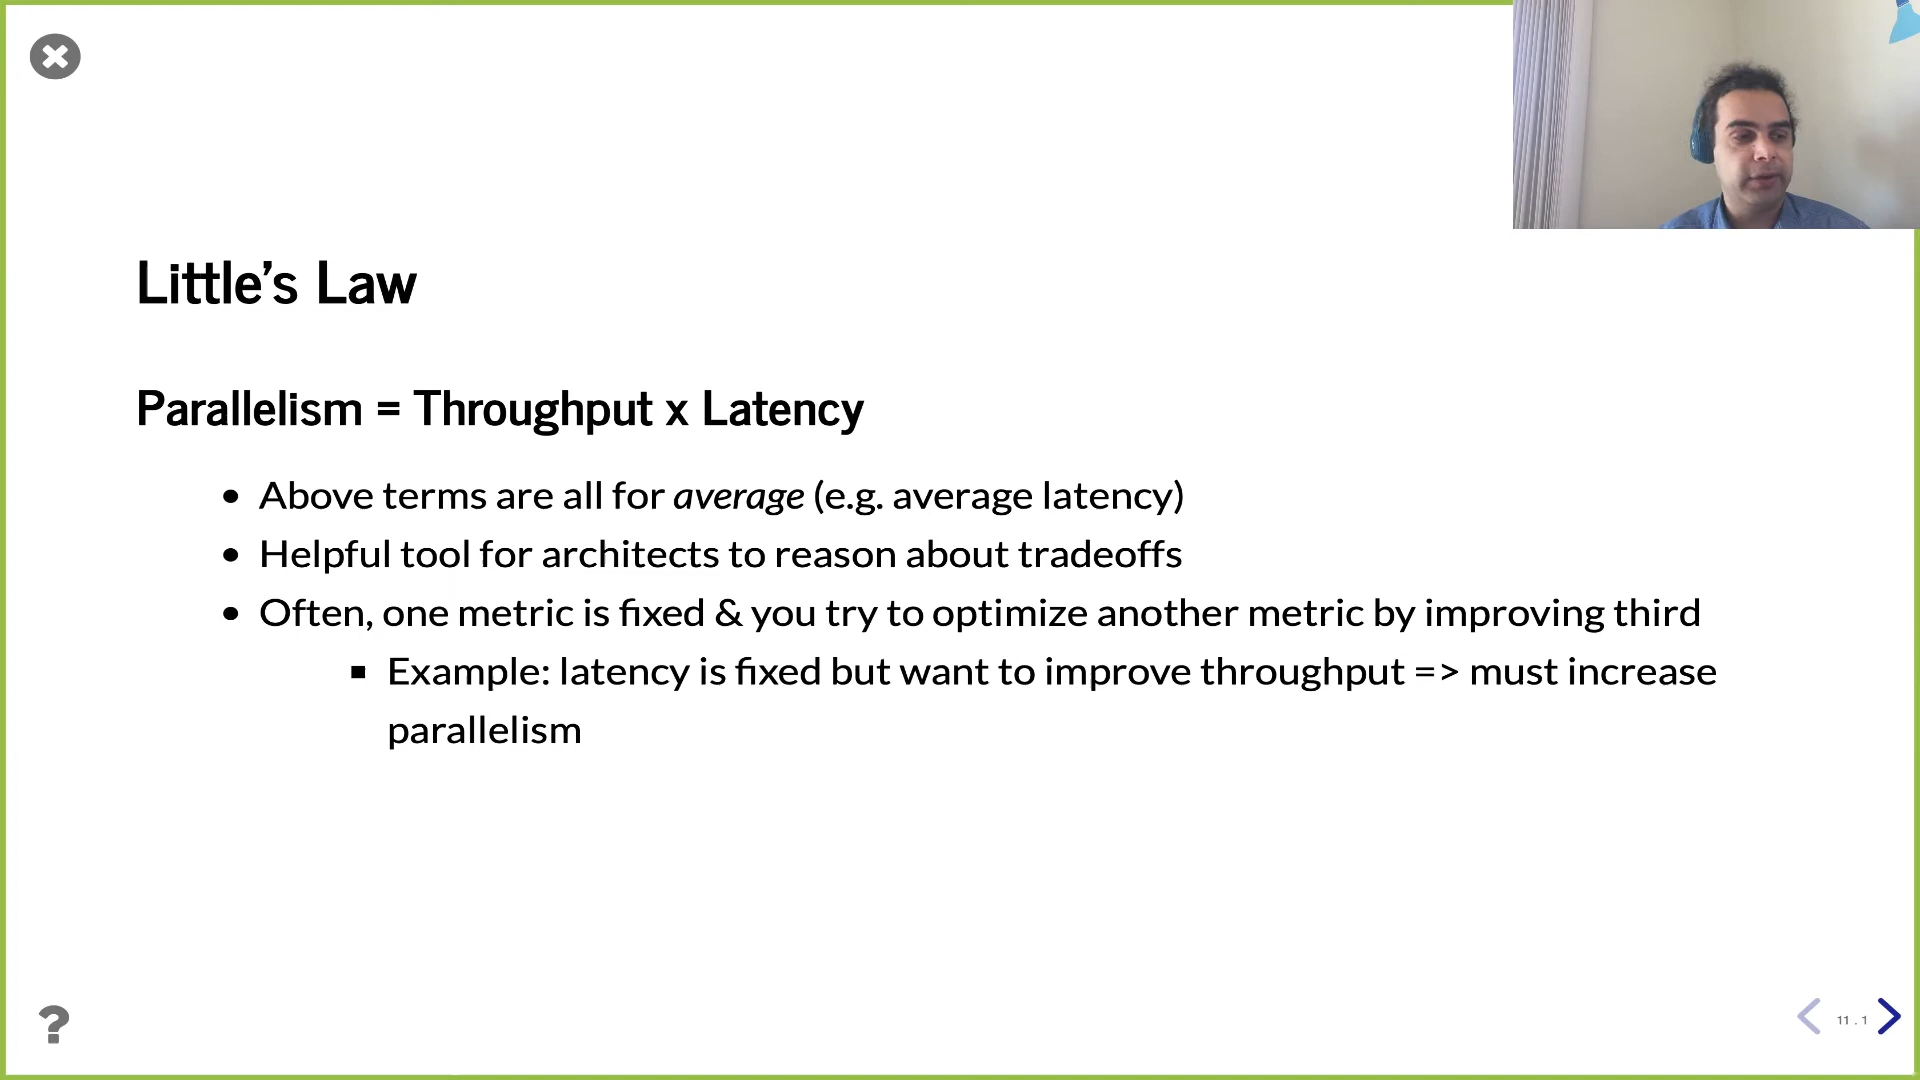 Little’s Law
Parallelism = Throughput x Latency
• Above terms are all for average (e.g. average latency)
• Helpful tool for architects to reason about tradeoffs
• Often, one metric is fixed & you try to optimize another metric by improving third
▪ Example: latency is fixed but want to improve throughput => must increase
parallelism
?
11 . 1